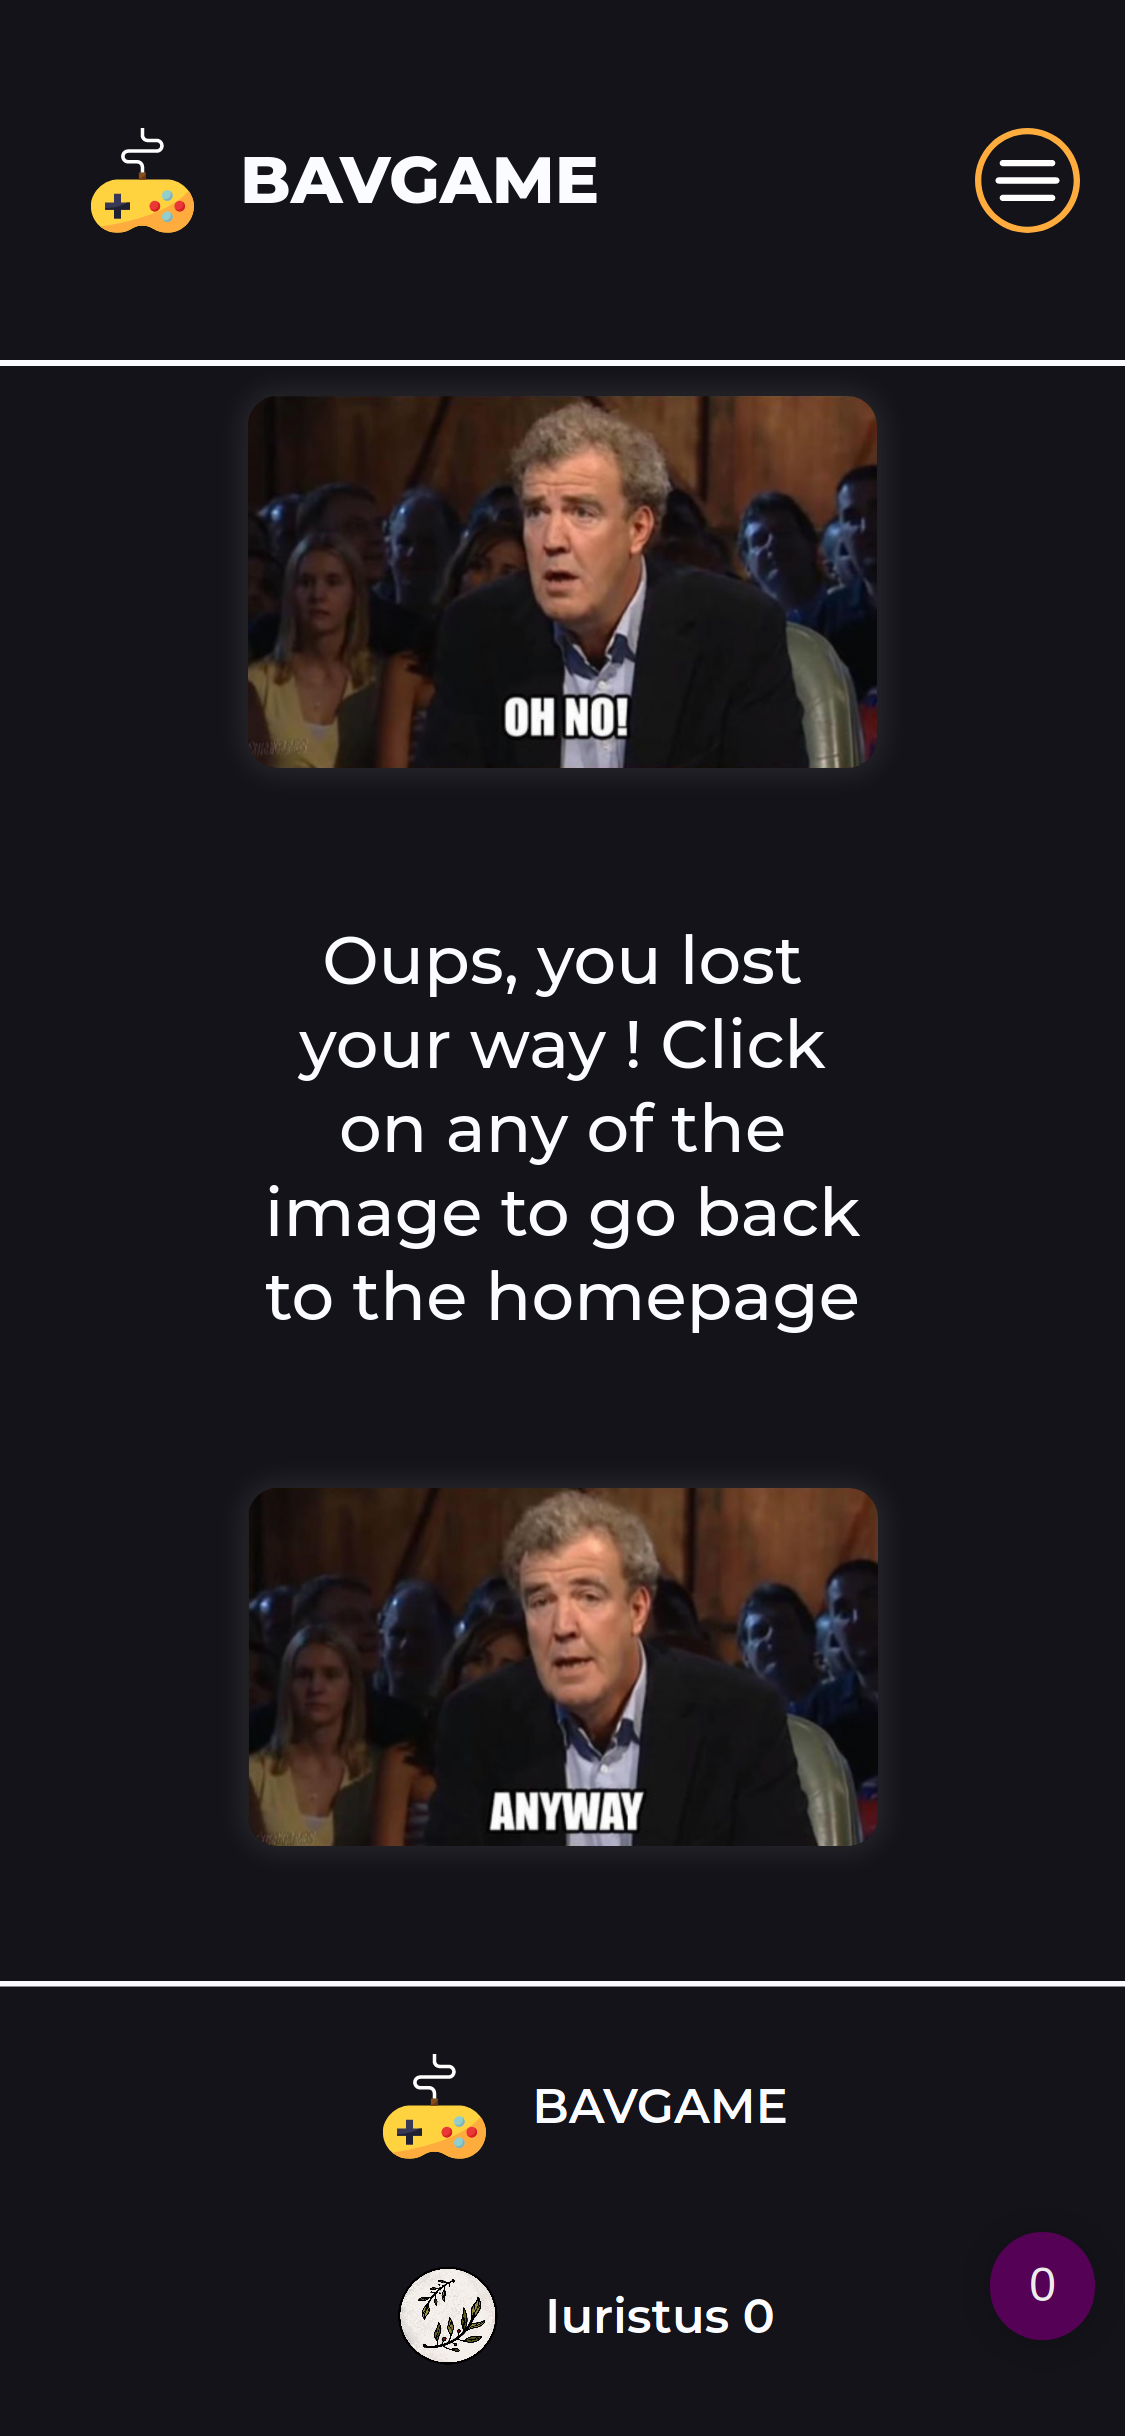 BAVGAME
OH NO!
Oups, you lost
your way ! Click
on any of the
image to go back
to the homepage
ANYWAY
BAVGAME
Iuristus 0
0